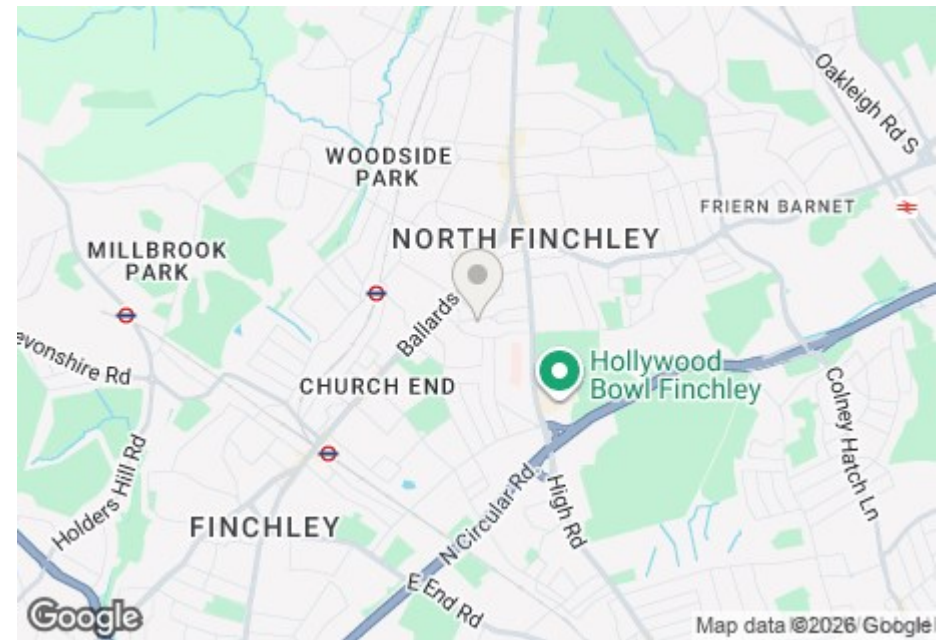 Oakleigh Rd S
WOODSIDE
PARK
FRIERN BARNET
NORTH FINCHLEY
MILLBROOK
PARK
Ballards
evonshire Rd
Hollywood
Bowl Finchley
CHURCH END
Colney Hatch Ln
Holders Hill Rd
N Circular Rd
High Rd
FINCHLEY
E End Rd
Google
Map data ©2026 Google